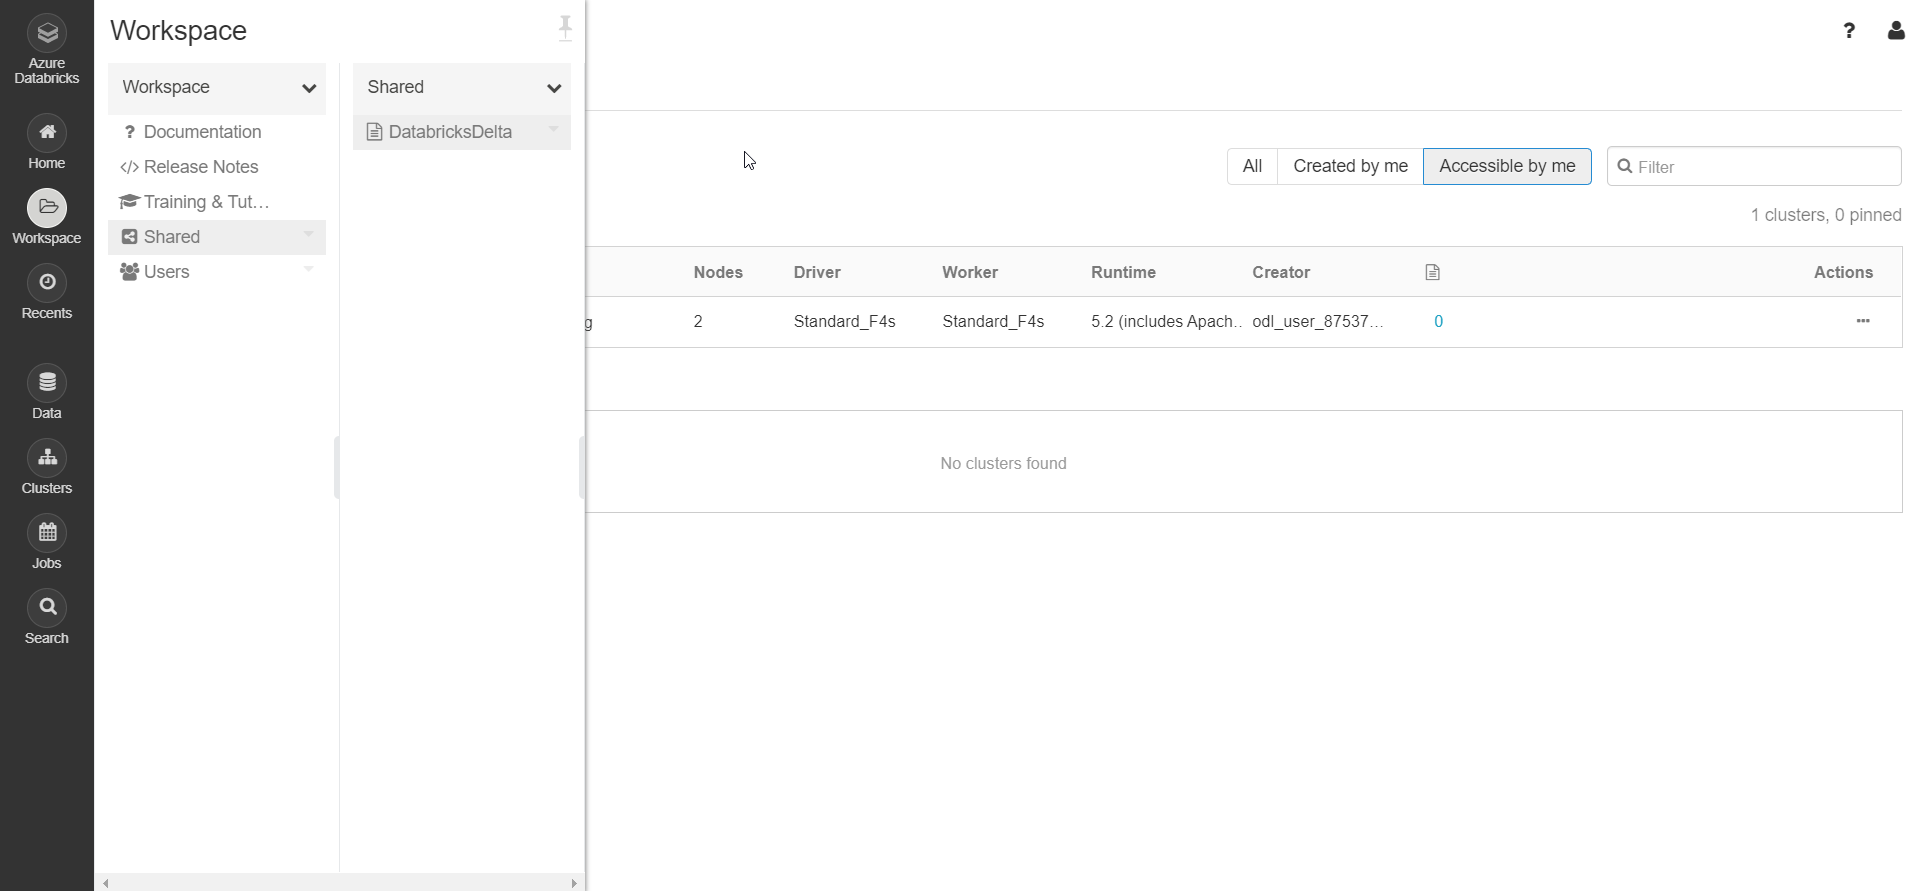 Azure
Databricks
Home
Workspace
Recents
Data
Clusters
Jobs
Search
Workspace
Workspace
? Documentation
</> Release Notes
Training & Tut...
Shared
Users
Shared
DatabricksDelta
?
All
Created by me
Accessible by me
Filter
1 clusters, 0 pinned
Nodes Driver Worker Runtime Creator Actions
g 2 Standard_F4s Standard_F4s 5.2 (includes Apach.. odl_user_87537... 0 ...
No clusters found